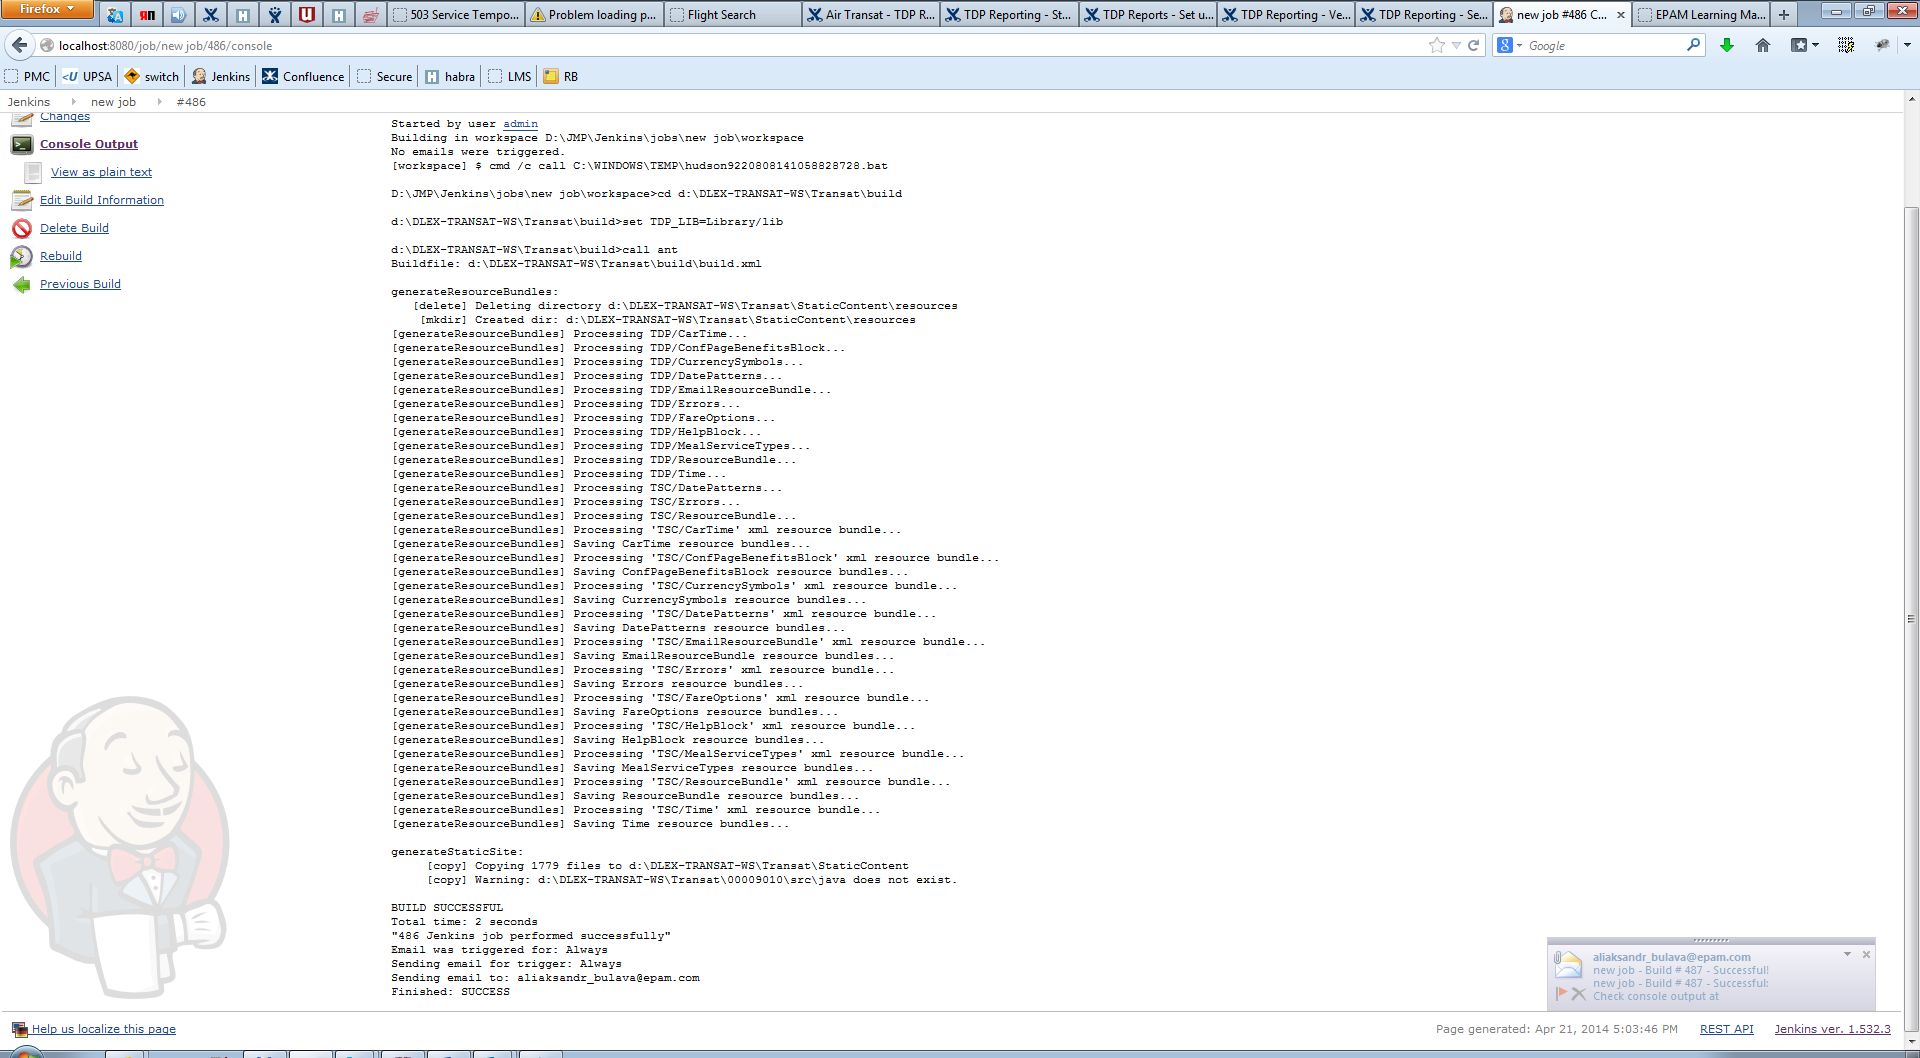 Firefox
503 Service Tempo...
Problem loading p...
Flight Search
Air Transat - TDP R...
TDP Reporting - St...
TDP Reports - Set u...
TDP Reporting - Ve...
TDP Reporting - Se...
new job #486 C...
EPAM Learning Ma...
localhost:8080/job/new job/486/console
Google
PMC
UPSA
switch
Jenkins
Confluence
Secure
habra
LMS
RB
Jenkins
new job
#486
Changes
Console Output
View as plain text
Edit Build Information
Delete Build
Rebuild
Previous Build
Started by user admin
Building in workspace D:\JMP\Jenkins\jobs\new job\workspace
No emails were triggered.
[workspace] $ cmd /c call C:\WINDOWS\TEMP\hudson9220808141058828728.bat
D:\JMP\Jenkins\jobs\new job\workspace>cd d:\DLEX-TRANSAT-WS\Transat\build
d:\DLEX-TRANSAT-WS\Transat\build>set TDP_LIB=Library/lib
d:\DLEX-TRANSAT-WS\Transat\build>call ant
Buildfile: d:\DLEX-TRANSAT-WS\Transat\build\build.xml
generateResourceBundles:
[delete] Deleting directory d:\DLEX-TRANSAT-WS\Transat\StaticContent\resources
[mkdir] Created dir: d:\DLEX-TRANSAT-WS\Transat\StaticContent\resources
[generateResourceBundles] Processing TDP/CarTime...
[generateResourceBundles] Processing TDP/ConfPageBenefitsBlock...
[generateResourceBundles] Processing TDP/CurrencySymbols...
[generateResourceBundles] Processing TDP/DatePatterns...
[generateResourceBundles] Processing TDP/EmailResourceBundle...
[generateResourceBundles] Processing TDP/Errors...
[generateResourceBundles] Processing TDP/FareOptions...
[generateResourceBundles] Processing TDP/HelpBlock...
[generateResourceBundles] Processing TDP/MealServiceTypes...
[generateResourceBundles] Processing TDP/ResourceBundle...
[generateResourceBundles] Processing TDP/Time...
[generateResourceBundles] Processing TSC/DatePatterns...
[generateResourceBundles] Processing TSC/Errors...
[generateResourceBundles] Processing TSC/ResourceBundle...
[generateResourceBundles] Processing 'TSC/CarTime' xml resource bundle...
[generateResourceBundles] Saving CarTime resource bundles...
[generateResourceBundles] Processing 'TSC/ConfPageBenefitsBlock' xml resource bundle...
[generateResourceBundles] Saving ConfPageBenefitsBlock resource bundles...
[generateResourceBundles] Processing 'TSC/CurrencySymbols' xml resource bundle...
[generateResourceBundles] Saving CurrencySymbols resource bundles...
[generateResourceBundles] Processing 'TSC/DatePatterns' xml resource bundle...
[generateResourceBundles] Saving DatePatterns resource bundles...
[generateResourceBundles] Processing 'TSC/EmailResourceBundle' xml resource bundle...
[generateResourceBundles] Saving EmailResourceBundle resource bundles...
[generateResourceBundles] Processing 'TSC/Errors' xml resource bundle...
[generateResourceBundles] Saving Errors resource bundles...
[generateResourceBundles] Processing 'TSC/FareOptions' xml resource bundle...
[generateResourceBundles] Saving FareOptions resource bundles...
[generateResourceBundles] Processing 'TSC/HelpBlock' xml resource bundle...
[generateResourceBundles] Saving HelpBlock resource bundles...
[generateResourceBundles] Processing 'TSC/MealServiceTypes' xml resource bundle...
[generateResourceBundles] Saving MealServiceTypes resource bundles...
[generateResourceBundles] Processing 'TSC/ResourceBundle' xml resource bundle...
[generateResourceBundles] Saving ResourceBundle resource bundles...
[generateResourceBundles] Processing 'TSC/Time' xml resource bundle...
[generateResourceBundles] Saving Time resource bundles...
generateStaticSite:
[copy] Copying 1779 files to d:\DLEX-TRANSAT-WS\Transat\StaticContent
[copy] Warning: d:\DLEX-TRANSAT-WS\Transat\00009010\src\java does not exist.
BUILD SUCCESSFUL
Total time: 2 seconds
"486 Jenkins job performed successfully"
Email was triggered for: Always
Sending email for trigger: Always
Sending email to: aliaksandr_bulava@epam.com
Finished: SUCCESS
aliaksandr_bulava@epam.com
new job - Build # 487 - Successful!
new job - Build # 487 - Successful:
Check console output at
Help us localize this page
Page generated: Apr 21, 2014 5:03:46 PM
REST API
Jenkins ver. 1.532.3